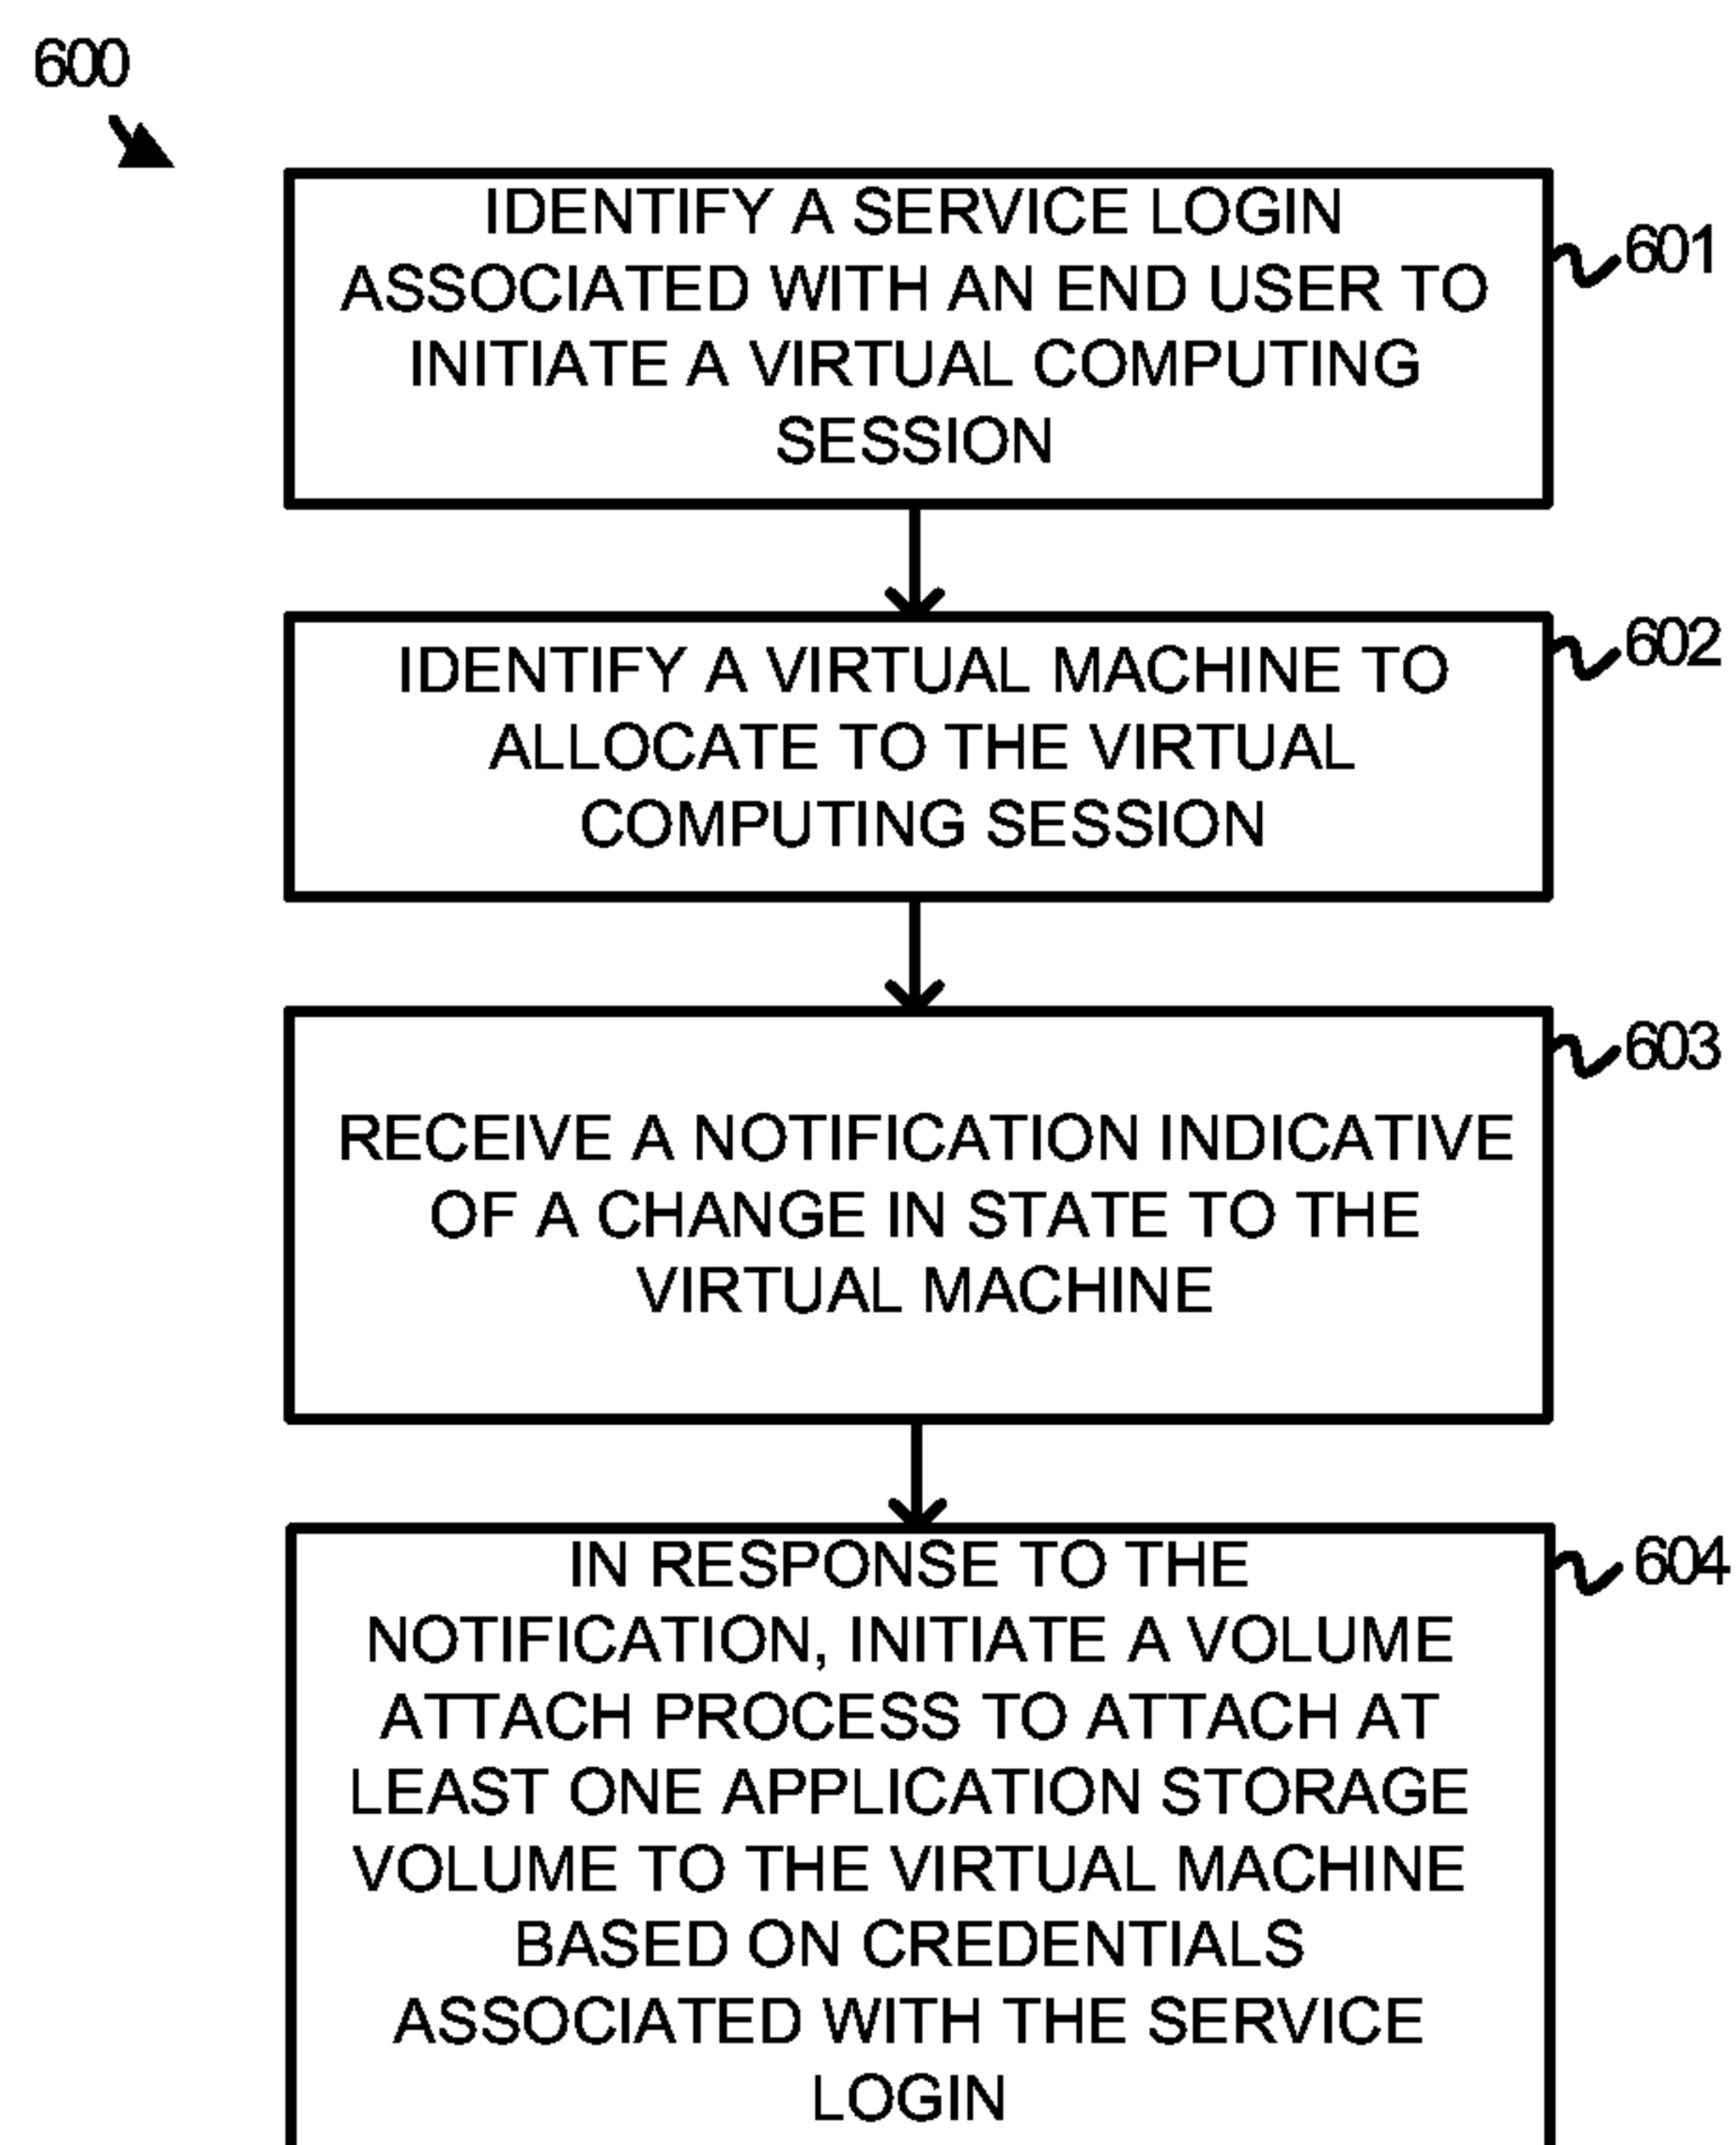 600
IDENTIFY A SERVICE LOGIN
ASSOCIATED WITH AN END USER TO
INITIATE A VIRTUAL COMPUTING
SESSION
601
IDENTIFY A VIRTUAL MACHINE TO
ALLOCATE TO THE VIRTUAL
COMPUTING SESSION
602
RECEIVE A NOTIFICATION INDICATIVE
OF A CHANGE IN STATE TO THE
VIRTUAL MACHINE
603
IN RESPONSE TO THE
NOTIFICATION, INITIATE A VOLUME
ATTACH PROCESS TO ATTACH AT
LEAST ONE APPLICATION STORAGE
VOLUME TO THE VIRTUAL MACHINE
BASED ON CREDENTIALS
ASSOCIATED WITH THE SERVICE
LOGIN
604